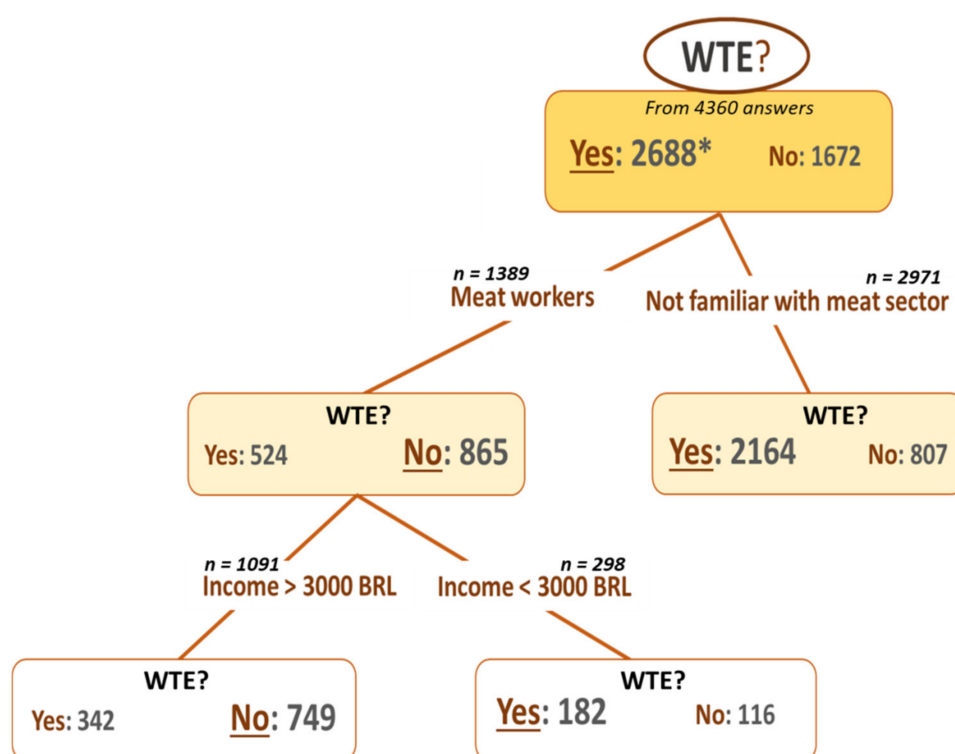 WTE?
From 4360 answers
Yes: 2688* No: 1672
n = 1389
Meat workers
n = 2971
Not familiar with meat sector
WTE?
Yes: 524 No: 865
WTE?
Yes: 2164 No: 807
n = 1091
Income > 3000 BRL
n = 298
Income < 3000 BRL
WTE?
Yes: 342 No: 749
WTE?
Yes: 182 No: 116